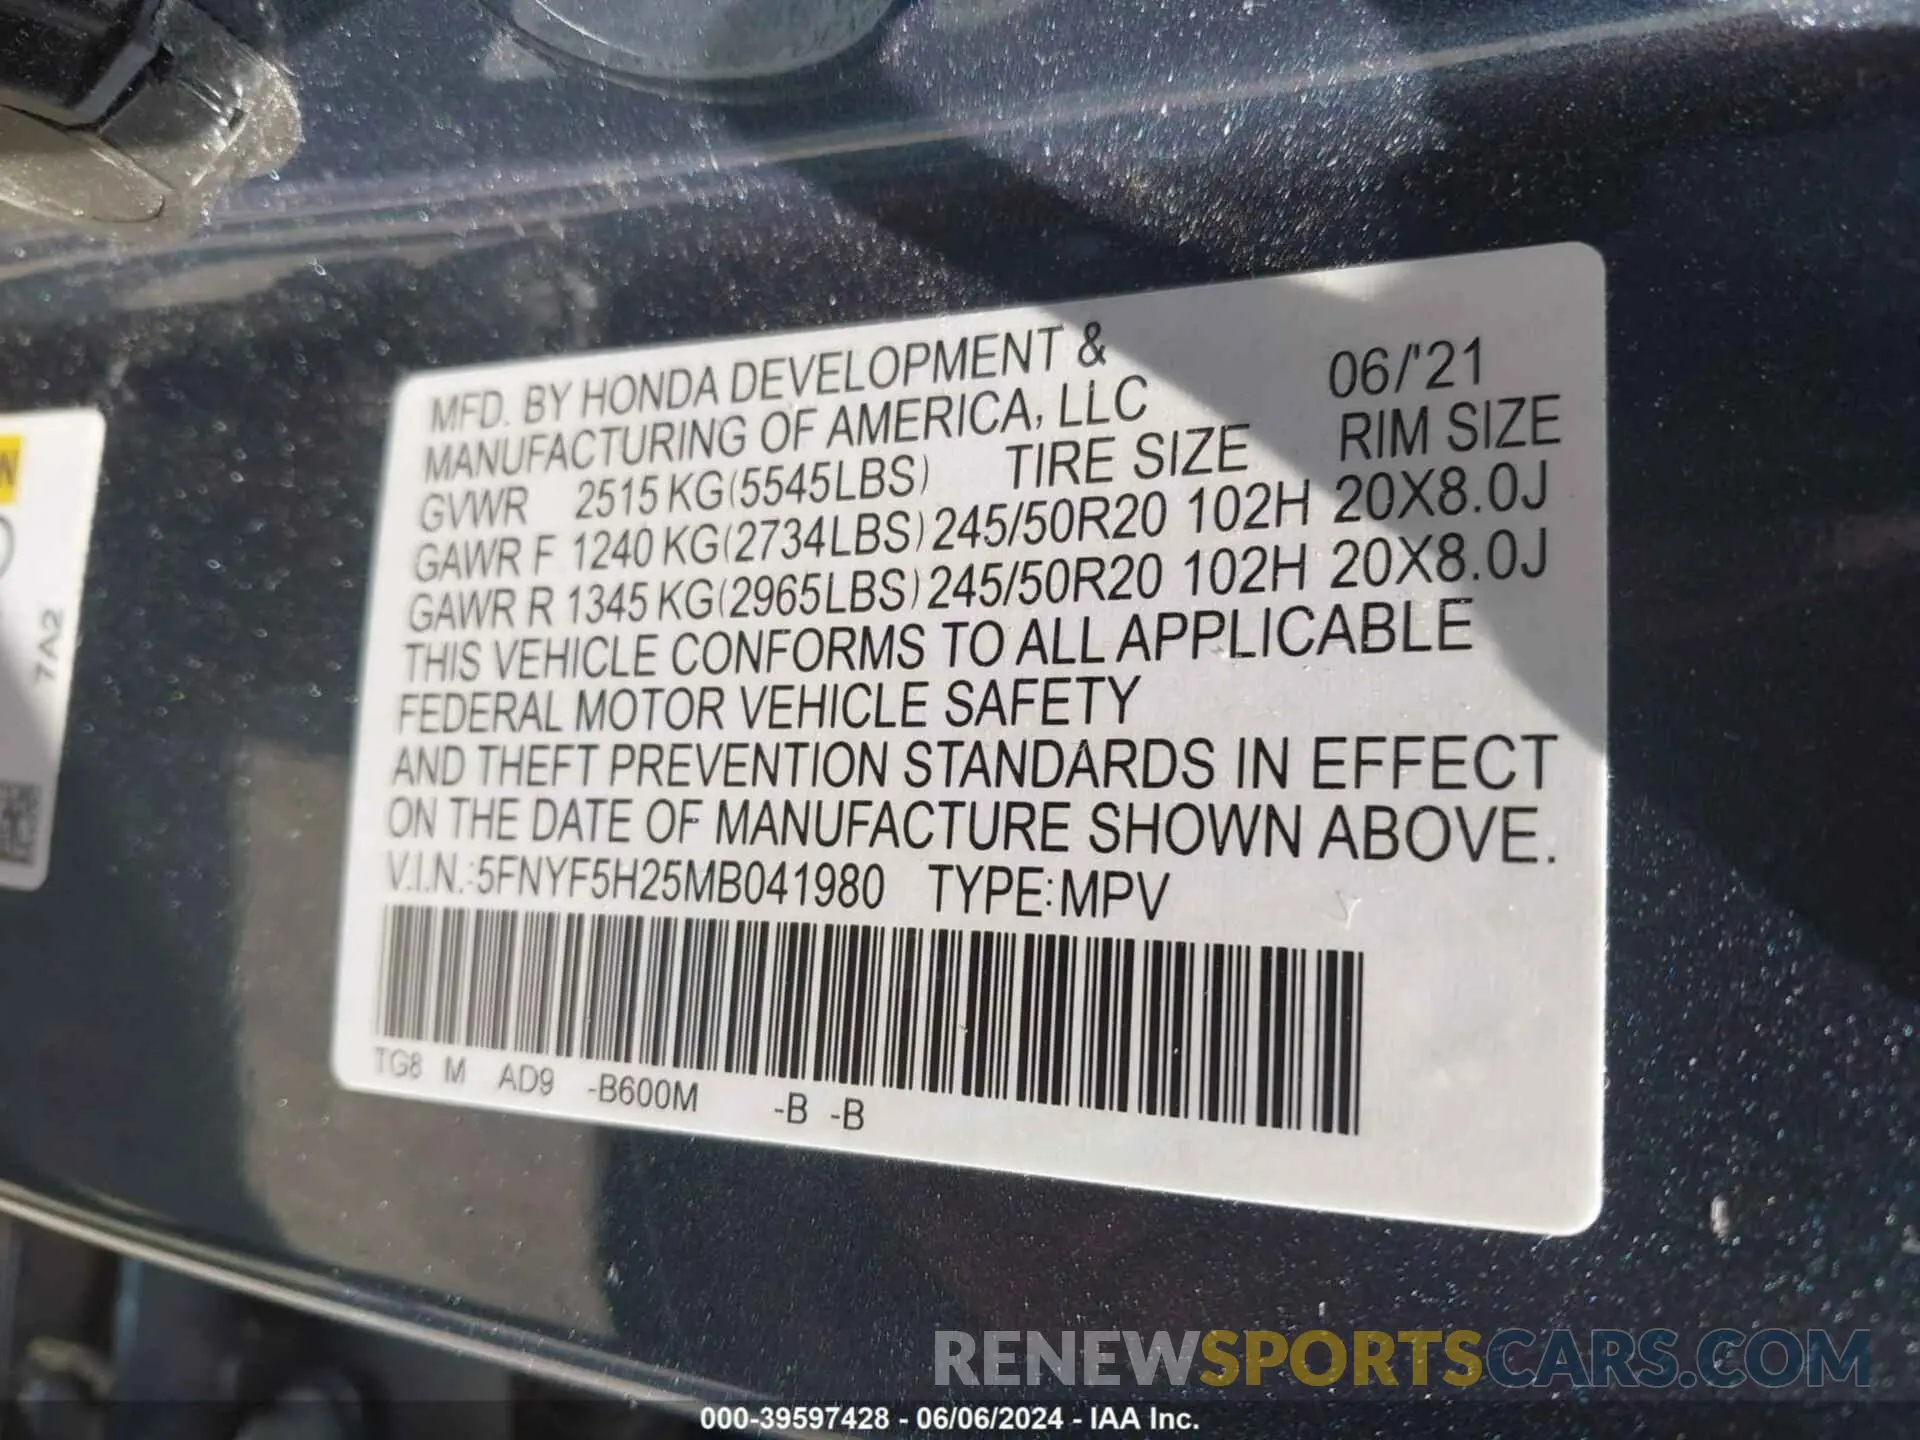 MFD. BY HONDA DEVELOPMENT &
MANUFACTURING OF AMERICA, LLC 06/'21
GVWR 2515 KG(5545LBS) TIRE SIZE RIM SIZE
GAWR F 1240 KG(2734LBS) 245/50R20 102H 20X8.0J
GAWR R 1345 KG(2965LBS) 245/50R20 102H 20X8.0J
THIS VEHICLE CONFORMS TO ALL APPLICABLE
FEDERAL MOTOR VEHICLE SAFETY
AND THEFT PREVENTION STANDARDS IN EFFECT
ON THE DATE OF MANUFACTURE SHOWN ABOVE.
V.I.N.:5FNYF5H25MB041980 TYPE:MPV
TG8 M AD9 -B600M -B -B
7A2
RENEWSPORTSCARS.COM
000-39597428 - 06/06/2024 - IAA Inc.